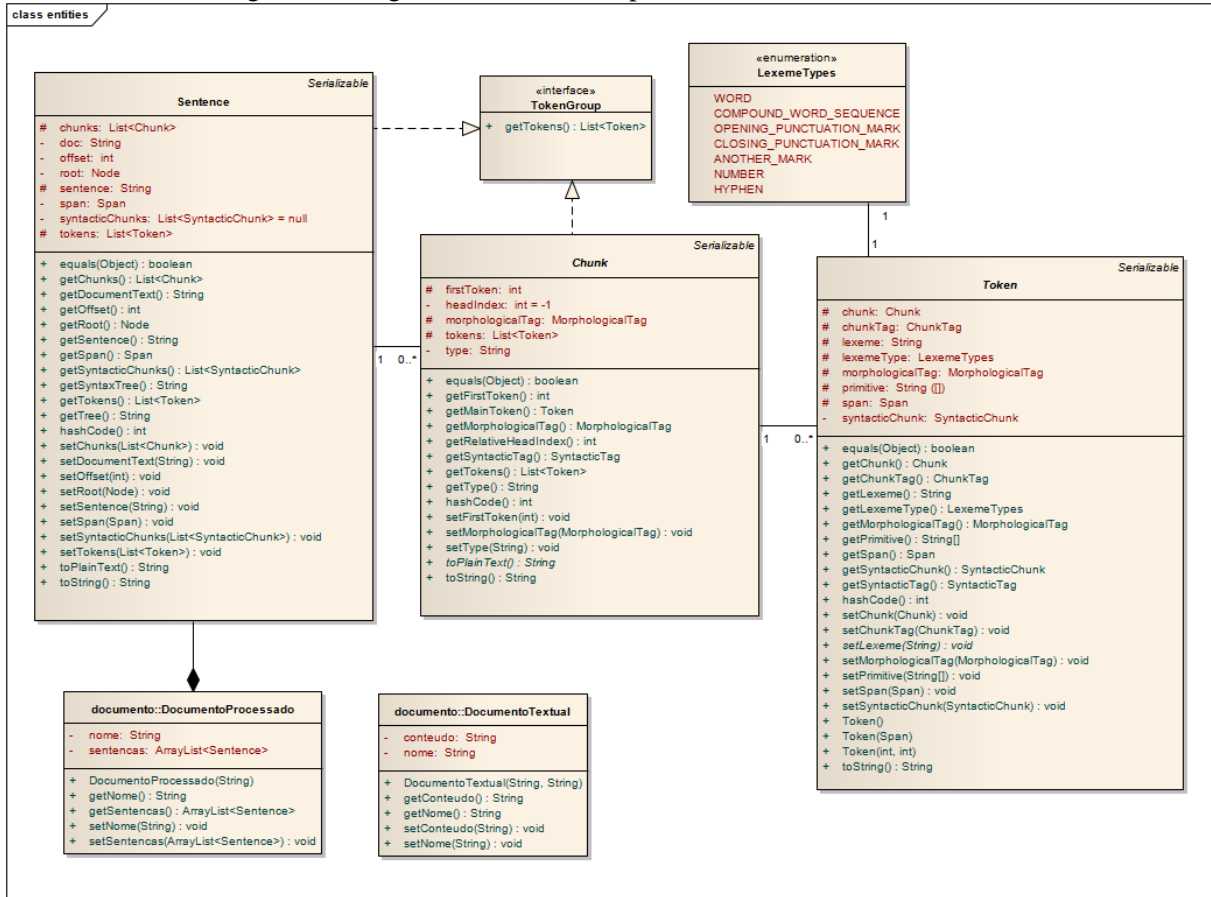 class entities
Serializable
Sentence
# chunks: List<Chunk>
- doc: String
- offset: int
- root: Node
# sentence: String
- span: Span
- syntacticChunks: List<SyntacticChunk> = null
# tokens: List<Token>
+ equals(Object) : boolean
+ getChunks() : List<Chunk>
+ getDocumentText() : String
+ getOffset() : int
+ getRoot() : Node
+ getSentence() : String
+ getSpan() : Span
+ getSyntacticChunks() : List<SyntacticChunk>
+ getSyntaxTree() : String
+ getTokens() : List<Token>
+ getTree() : String
+ hashCode() : int
+ setChunks(List<Chunk>) : void
+ setDocumentText(String) : void
+ setOffset(int) : void
+ setRoot(Node) : void
+ setSentence(String) : void
+ setSpan(Span) : void
+ setSyntacticChunks(List<SyntacticChunk>) : void
+ setTokens(List<Token>) : void
+ toPlainText() : String
+ toString() : String
«interface»
TokenGroup
+ getTokens() : List<Token>
«enumeration»
LexemeTypes
WORD
COMPOUND_WORD_SEQUENCE
OPENING_PUNCTUATION_MARK
CLOSING_PUNCTUATION_MARK
ANOTHER_MARK
NUMBER
HYPHEN
1
1
1 0..*
Serializable
Chunk
# firstToken: int
- headIndex: int = -1
# morphologicalTag: MorphologicalTag
# tokens: List<Token>
- type: String
+ equals(Object) : boolean
+ getFirstToken() : int
+ getMainToken() : Token
+ getMorphologicalTag() : MorphologicalTag
+ getRelativeHeadIndex() : int
+ getSyntacticTag() : SyntacticTag
+ getTokens() : List<Token>
+ getType() : String
+ hashCode() : int
+ setFirstToken(int) : void
+ setMorphologicalTag(MorphologicalTag) : void
+ setType(String) : void
+ toPlainText() : String
+ toString() : String
1 0..*
Serializable
Token
# chunk: Chunk
# chunkTag: ChunkTag
# lexeme: String
# lexemeType: LexemeTypes
# morphologicalTag: MorphologicalTag
# primitive: String ([])
# span: Span
- syntacticChunk: SyntacticChunk
+ equals(Object) : boolean
+ getChunk() : Chunk
+ getChunkTag() : ChunkTag
+ getLexeme() : String
+ getLexemeType() : LexemeTypes
+ getMorphologicalTag() : MorphologicalTag
+ getPrimitive() : String[]
+ getSpan() : Span
+ getSyntacticChunk() : SyntacticChunk
+ getSyntacticTag() : SyntacticTag
+ hashCode() : int
+ setChunk(Chunk) : void
+ setChunkTag(ChunkTag) : void
+ setLexeme(String) : void
+ setMorphologicalTag(MorphologicalTag) : void
+ setPrimitive(String[]) : void
+ setSpan(Span) : void
+ setSyntacticChunk(SyntacticChunk) : void
+ Token()
+ Token(Span)
+ Token(int, int)
+ toString() : String
documento::DocumentoProcessado
- nome: String
- sentencas: ArrayList<Sentence>
+ DocumentoProcessado(String)
+ getNome() : String
+ getSentencas() : ArrayList<Sentence>
+ setNome(String) : void
+ setSentencas(ArrayList<Sentence>) : void
documento::DocumentoTextual
- conteudo: String
- nome: String
+ DocumentoTextual(String, String)
+ getConteudo() : String
+ getNome() : String
+ setConteudo(String) : void
+ setNome(String) : void